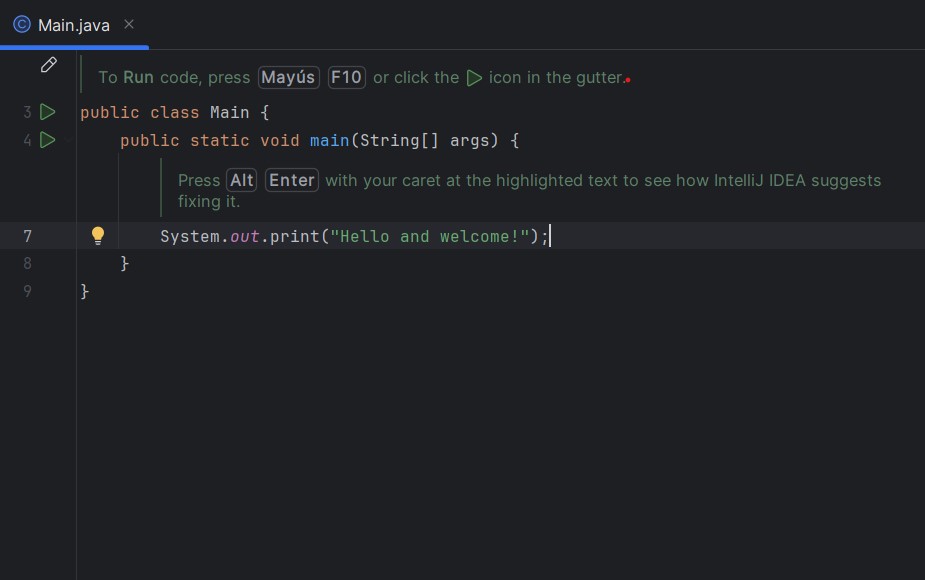 Main.java
To Run code, press Mayús F10 or click the icon in the gutter.
3 public class Main {
4 public static void main(String[] args) {
Press Alt Enter with your caret at the highlighted text to see how IntelliJ IDEA suggests
fixing it.
7 System.out.print("Hello and welcome!");
8 }
9 }